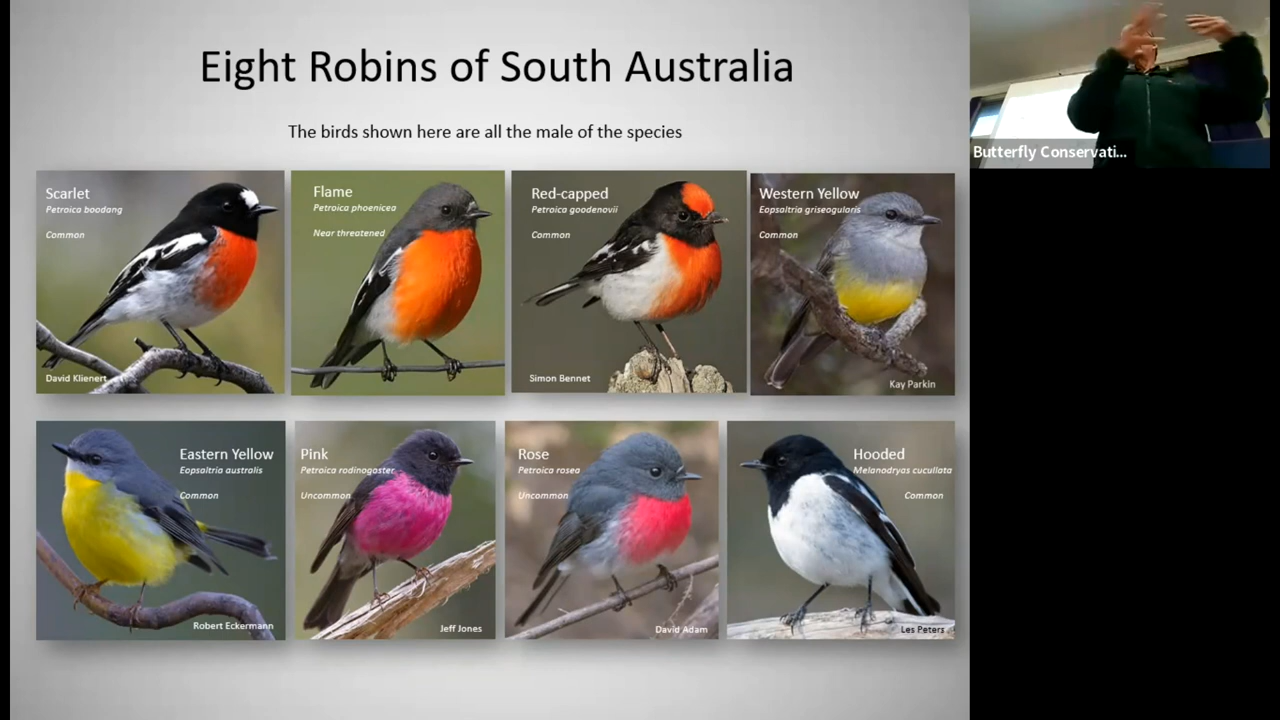 Eight Robins of South Australia
The birds shown here are all the male of the species
Scarlet
Petroica boodang
Common
David Klienert
Flame
Petroica phoenicea
Near threatened
Red-capped
Petroica goodenovii
Common
Simon Bennet
Western Yellow
Eopsaltria griseogularis
Common
Kay Parkin
Eastern Yellow
Eopsaltria australis
Common
Robert Eckermann
Pink
Petroica rodinogaster
Uncommon
Jeff Jones
Rose
Petroica rosea
Uncommon
David Adam
Hooded
Melanodryas cucullata
Common
Les Peters
Butterfly Conservati...